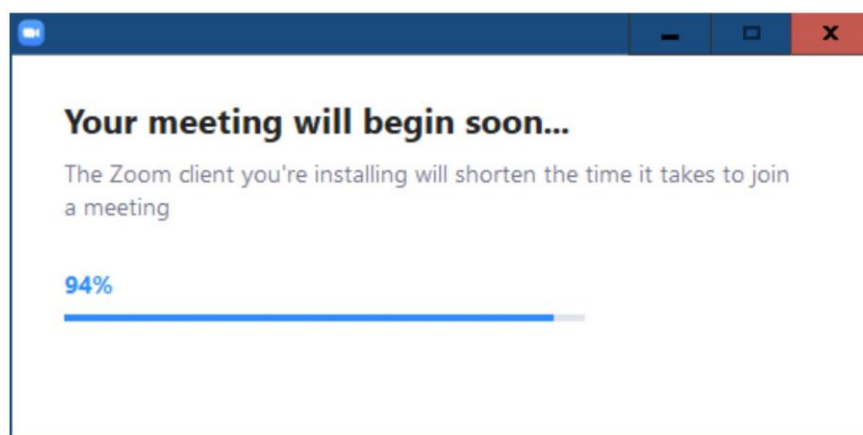 Your meeting will begin soon...
The Zoom client you're installing will shorten the time it takes to join
a meeting
94%